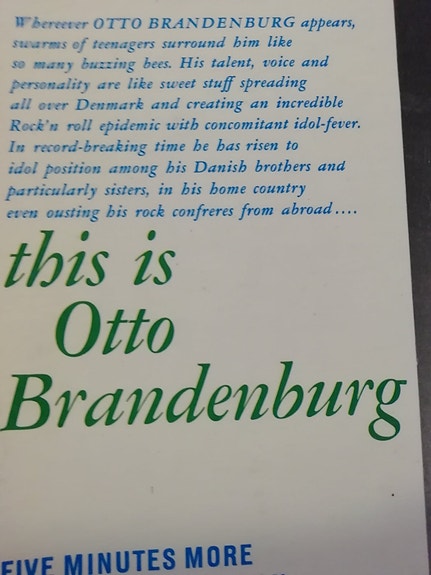 Whereever OTTO BRANDENBURG appears,
swarms of teenagers surround him like
so many buzzing bees. His talent, voice and
personality are like sweet stuff spreading
all over Denmark and creating an incredible
Rock'n roll epidemic with concomitant idol-fever.
In record-breaking time he has risen to
idol position among his Danish brothers and
particularly sisters, in his home country
even ousting his rock confreres from abroad....
this is
Otto
Brandenburg
FIVE MINUTES MORE